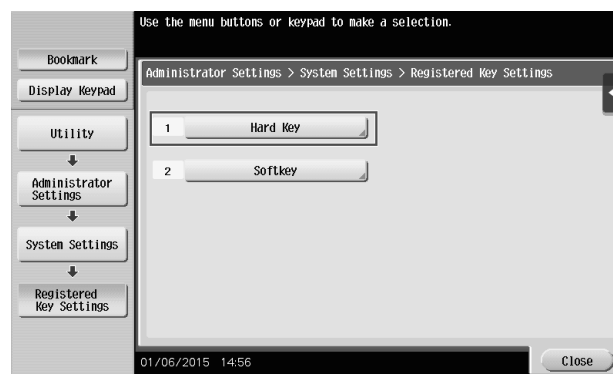 Use the menu buttons or keypad to make a selection.
Bookmark
Display Keypad
Utility
Administrator
Settings
System Settings
Registered
Key Settings
Administrator Settings > System Settings > Registered Key Settings
1 Hard Key
2 Softkey
01/06/2015 14:56
Close